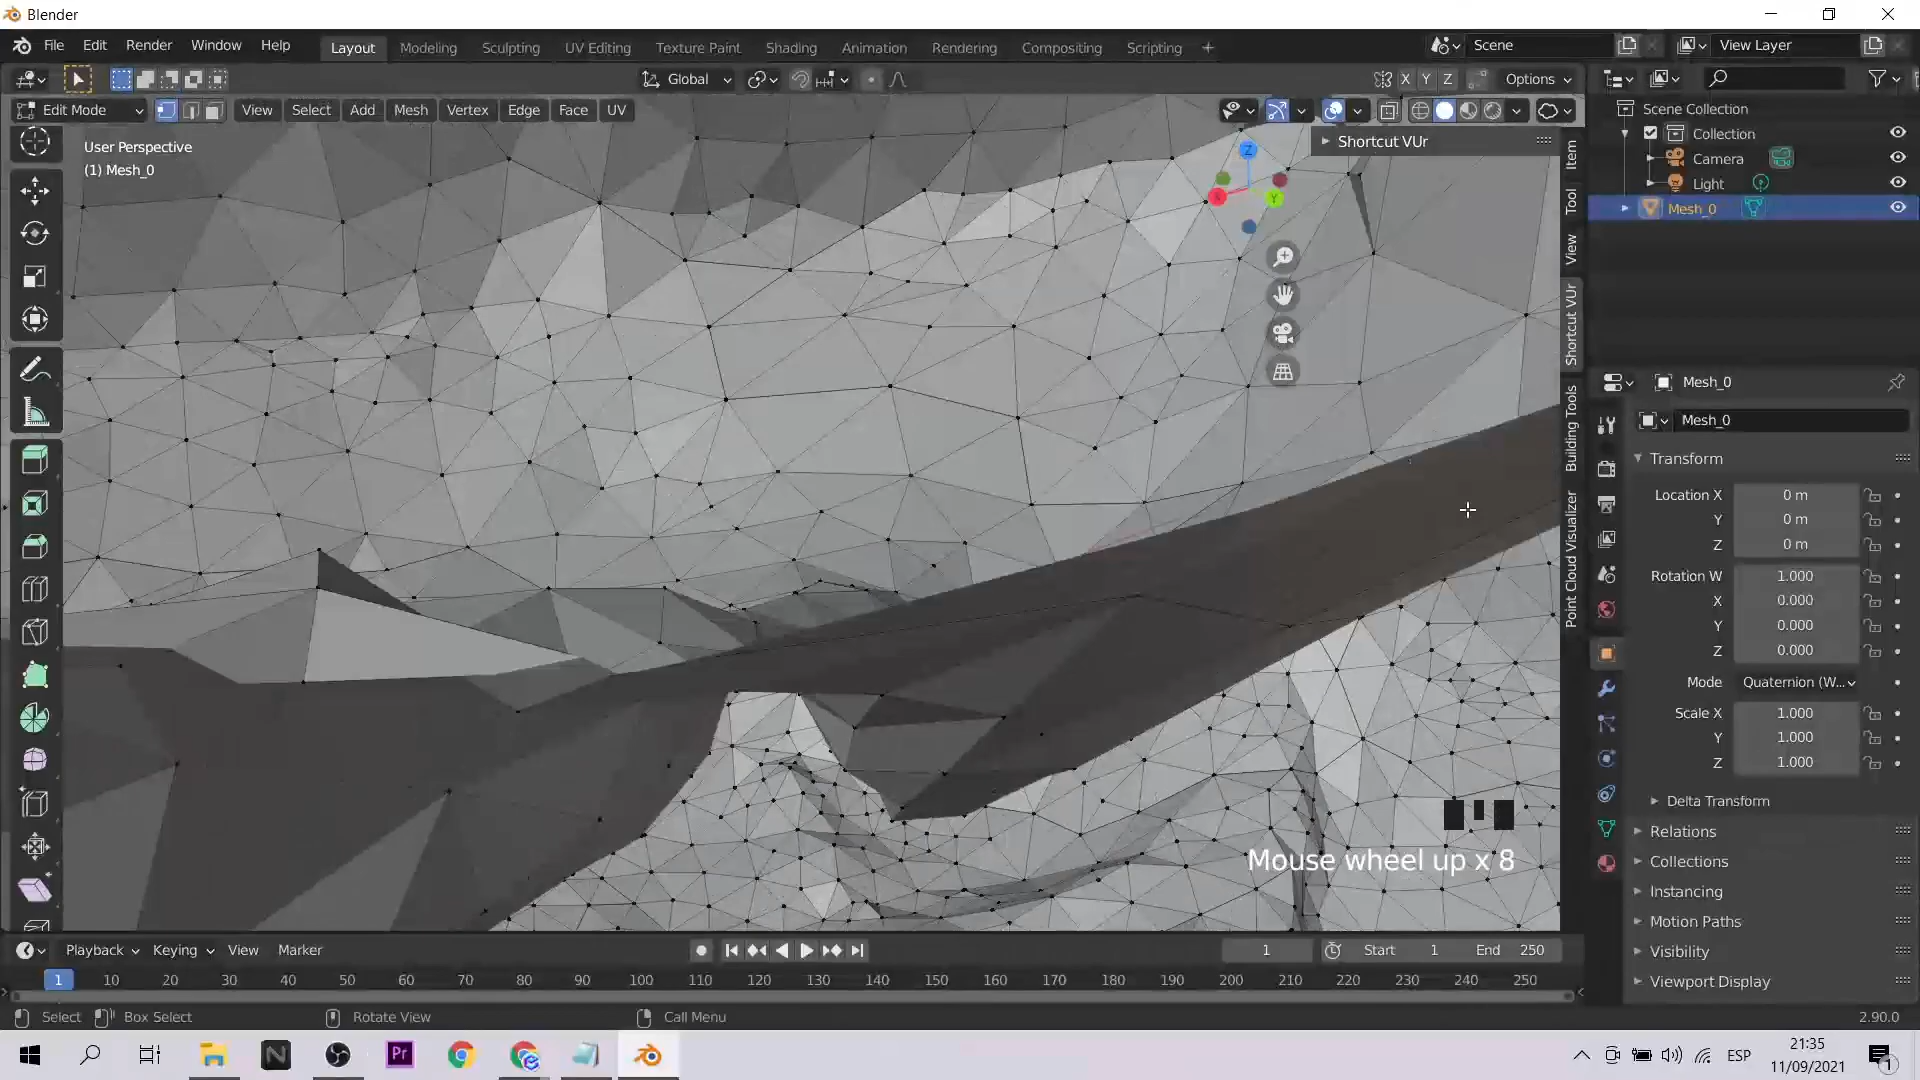 Blender
File Edit Render Window Help
Layout Modeling Sculpting UV Editing Texture Paint Shading Animation Rendering Compositing Scripting +
Scene
View Layer
Global
X Y Z
Options
Edit Mode
View Select Add Mesh Vertex Edge Face UV
User Perspective
(1) Mesh_0
Shortcut VUr
Z
X
Y
Item
Tool
View
Shortcut VUr
Building Tools
Point Cloud Visualizer
Scene Collection
Collection
Camera
Light
Mesh_0
Mesh_0
Mesh_0
Transform
Location X 0 m
Y 0 m
Z 0 m
Rotation W 1.000
X 0.000
Y 0.000
Z 0.000
Mode Quaternion (W...
Scale X 1.000
Y 1.000
Z 1.000
Delta Transform
Relations
Collections
Instancing
Motion Paths
Visibility
Viewport Display
Mouse wheel up x 8
Playback Keying View Marker
1 Start 1 End 250
1 10 20 30 40 50 60 70 80 90 100 110 120 130 140 150 160 170 180 190 200 210 220 230 240 250
Select Box Select Rotate View Call Menu
2.90.0
N
Pr
ESP
21:35
11/09/2021
1